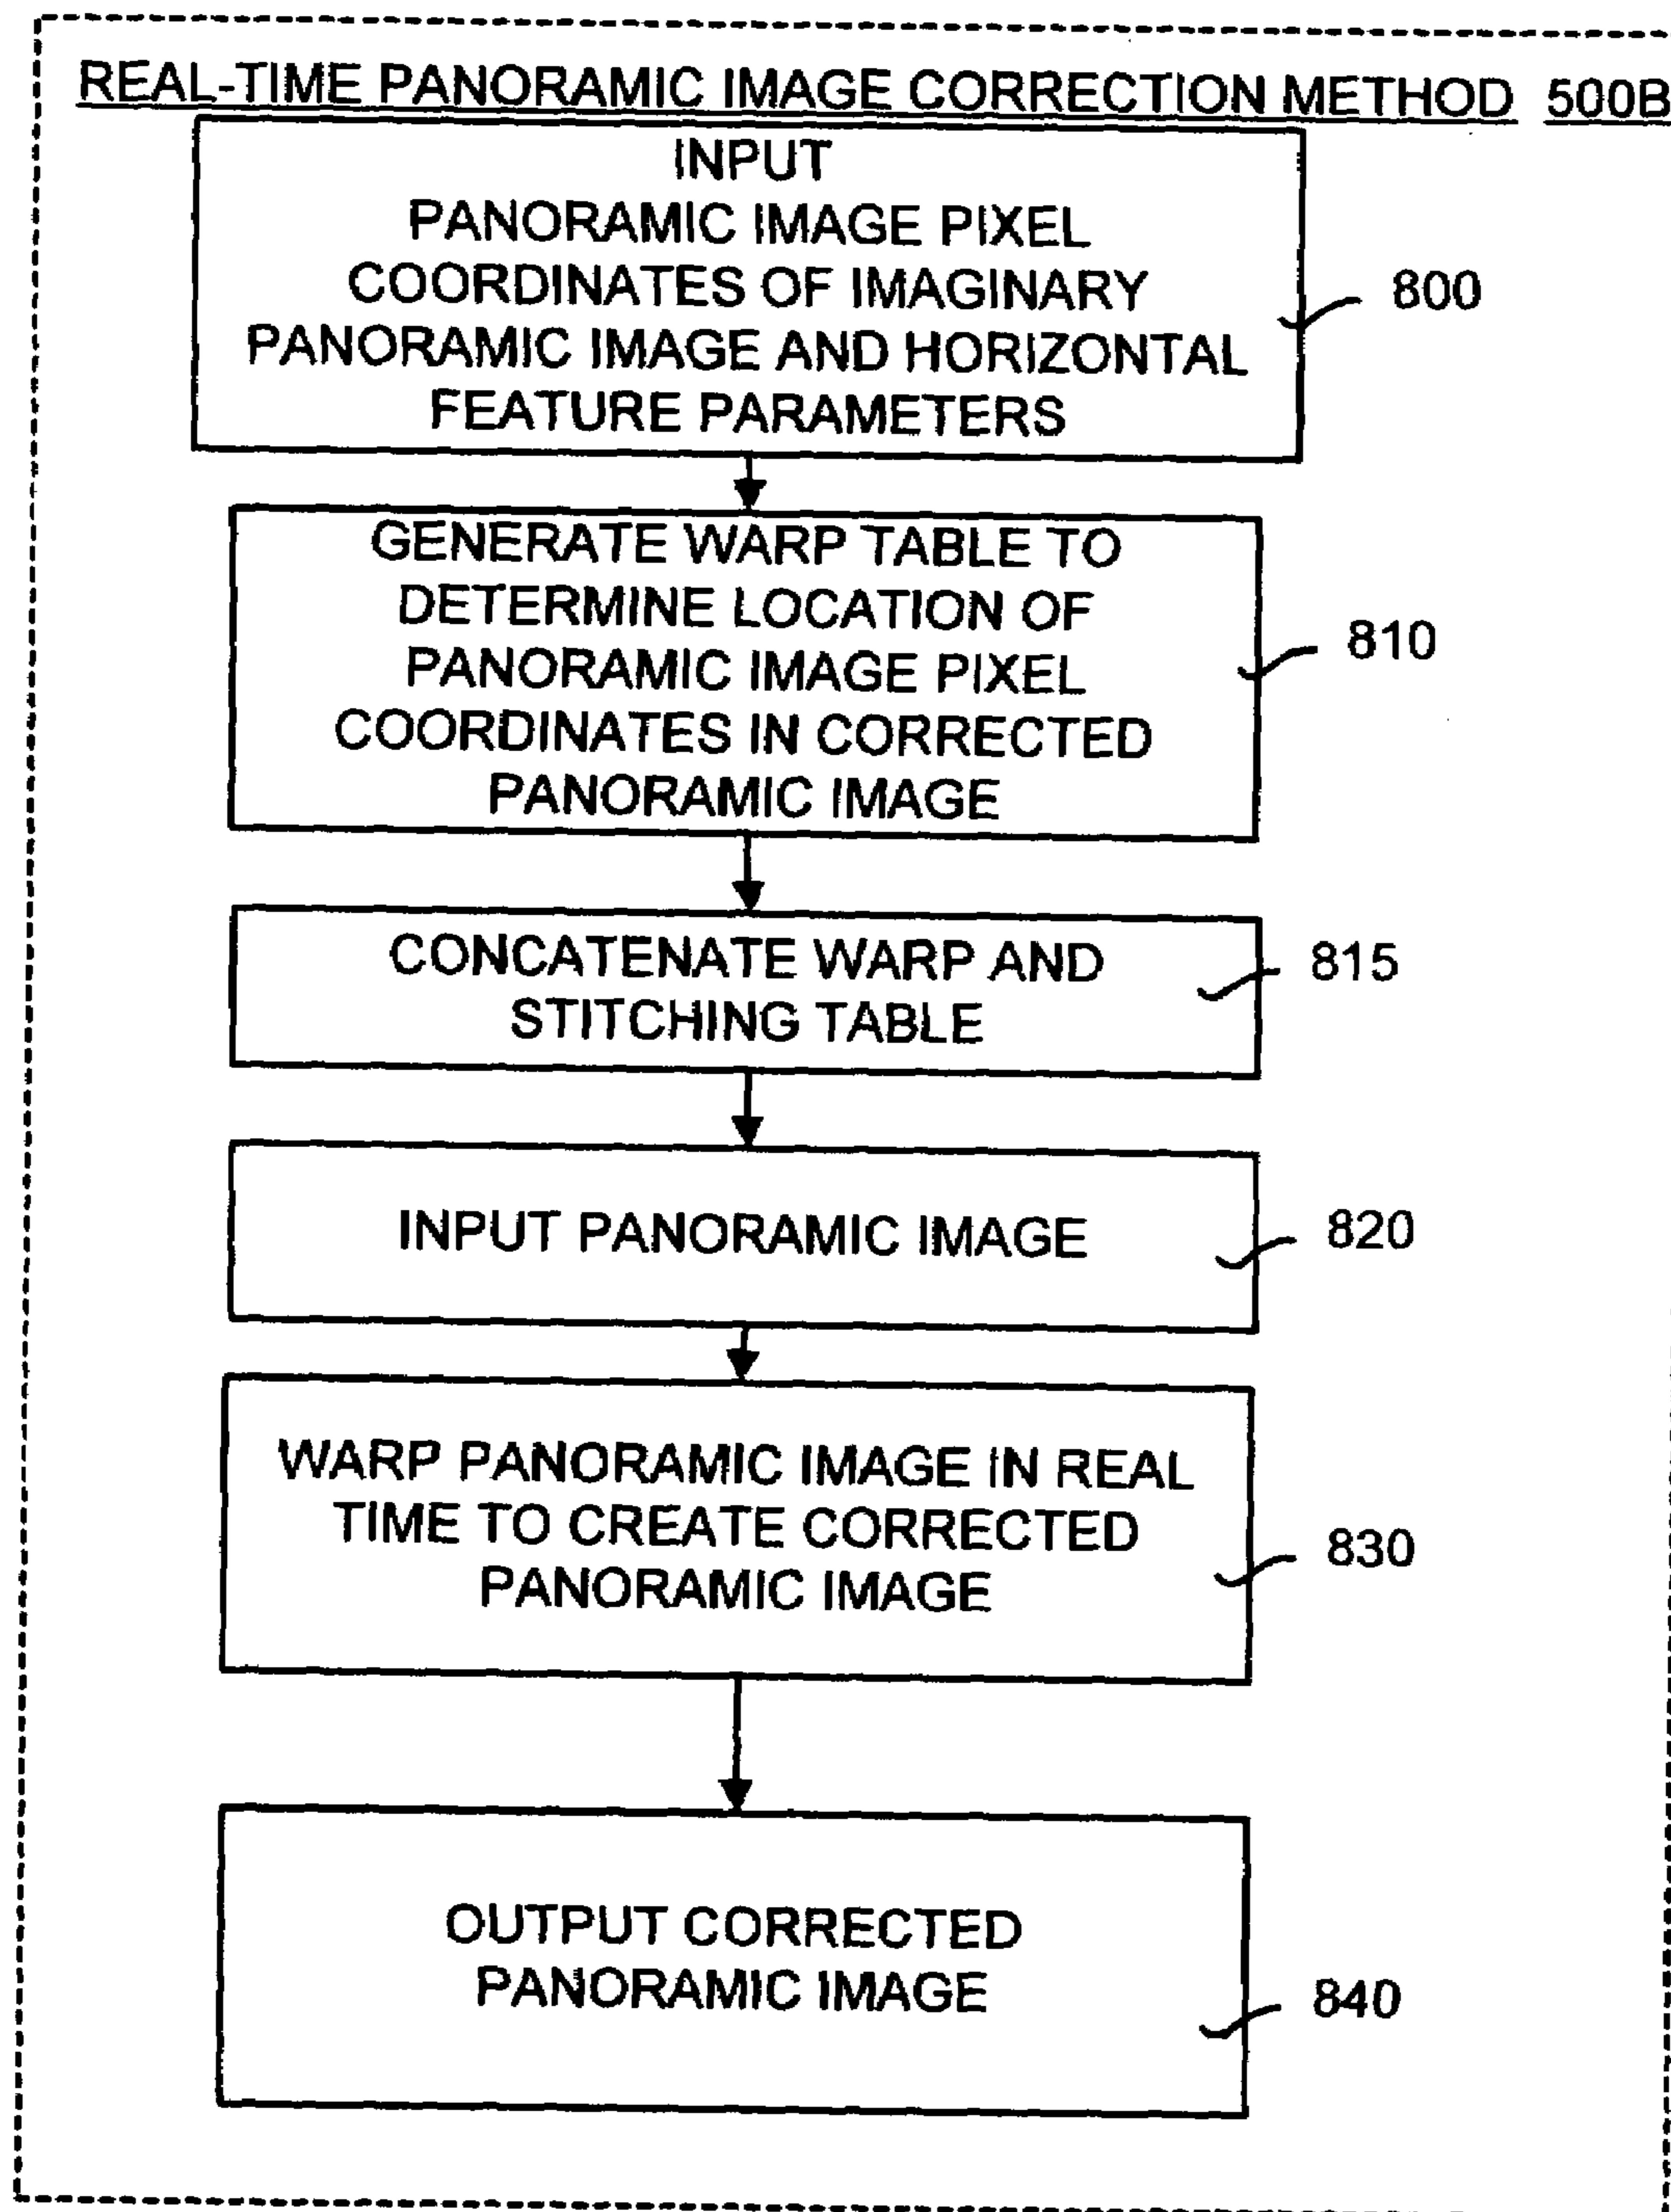 REAL-TIME PANORAMIC IMAGE CORRECTION METHOD 500B
INPUT
PANORAMIC IMAGE PIXEL
COORDINATES OF IMAGINARY
PANORAMIC IMAGE AND HORIZONTAL
FEATURE PARAMETERS
800
GENERATE WARP TABLE TO
DETERMINE LOCATION OF
PANORAMIC IMAGE PIXEL
COORDINATES IN CORRECTED
PANORAMIC IMAGE
810
CONCATENATE WARP AND
STITCHING TABLE
815
INPUT PANORAMIC IMAGE
820
WARP PANORAMIC IMAGE IN REAL
TIME TO CREATE CORRECTED
PANORAMIC IMAGE
830
OUTPUT CORRECTED
PANORAMIC IMAGE
840